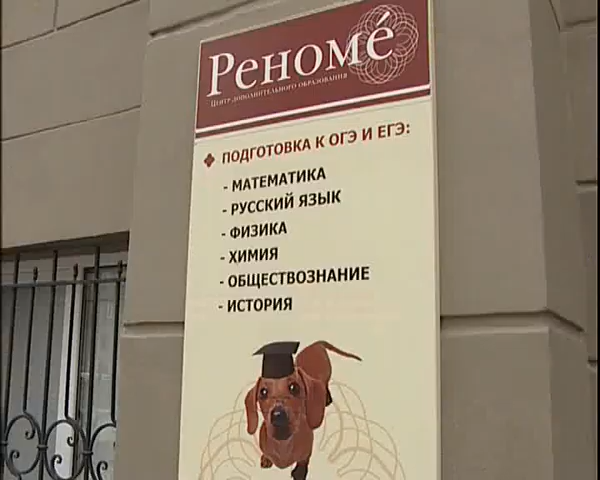 Реномé
Центр дополнительного образования
ПОДГОТОВКА К ОГЭ И ЕГЭ:
- МАТЕМАТИКА
- РУССКИЙ ЯЗЫК
- ФИЗИКА
- ХИМИЯ
- ОБЩЕСТВОЗНАНИЕ
- ИСТОРИЯ